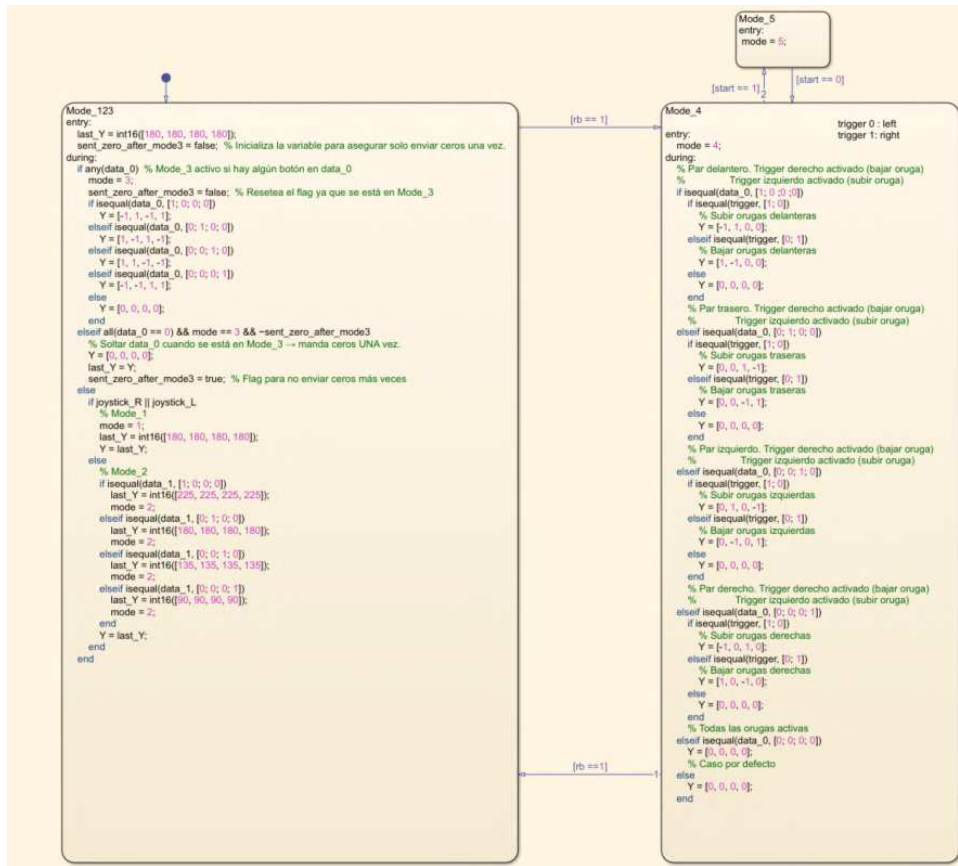 Mode_5
entry:
mode = 5;
[start == 1]
2
[start == 0]
Mode_123
entry:
last_Y = int16([180, 180, 180, 180]);
sent_zero_after_mode3 = false; % Inicializa la variable para asegurar solo enviar ceros una vez.
during:
if any(data_0) % Mode_3 activo si hay algún botón en data_0
mode = 3;
sent_zero_after_mode3 = false; % Resetea el flag ya que se está en Mode_3
if isequal(data_0, [1; 0; 0; 0])
Y = [-1, 1, -1, 1];
elseif isequal(data_0, [0; 1; 0; 0])
Y = [1, -1, 1, -1];
elseif isequal(data_0, [0; 0; 1; 0])
Y = [1, 1, -1, -1];
elseif isequal(data_0, [0; 0; 0; 1])
Y = [-1, -1, 1, 1];
else
Y = [0, 0, 0, 0];
end
elseif all(data_0 == 0) && mode == 3 && ~sent_zero_after_mode3
% Soltar data_0 cuando se está en Mode_3 → manda ceros UNA vez.
Y = [0, 0, 0, 0];
last_Y = Y;
sent_zero_after_mode3 = true; % Flag para no enviar ceros más veces
else
if joystick_R || joystick_L
% Mode_1
mode = 1;
last_Y = int16([180, 180, 180, 180]);
Y = last_Y;
else
% Mode_2
if isequal(data_1, [1; 0; 0; 0])
last_Y = int16([225, 225, 225, 225]);
mode = 2;
elseif isequal(data_1, [0; 1; 0; 0])
last_Y = int16([180, 180, 180, 180]);
mode = 2;
elseif isequal(data_1, [0; 0; 1; 0])
last_Y = int16([135, 135, 135, 135]);
mode = 2;
elseif isequal(data_1, [0; 0; 0; 1])
last_Y = int16([90, 90, 90, 90]);
mode = 2;
end
Y = last_Y;
end
end
[rb == 1]
[rb ==1]
1
Mode_4
trigger 0 : left
trigger 1: right
entry:
mode = 4;
during:
% Par delantero. Trigger derecho activado (bajar oruga)
% Trigger izquierdo activado (subir oruga)
if isequal(data_0, [1; 0 ;0 ;0])
if isequal(trigger, [1; 0])
% Subir orugas delanteras
Y = [-1, 1, 0, 0];
elseif isequal(trigger, [0; 1])
% Bajar orugas delanteras
Y = [1, -1, 0, 0];
else
Y = [0, 0, 0, 0];
end
% Par trasero. Trigger derecho activado (bajar oruga)
% Trigger izquierdo activado (subir oruga)
elseif isequal(data_0, [0; 1; 0; 0])
if isequal(trigger, [1; 0])
% Subir orugas traseras
Y = [0, 0, 1, -1];
elseif isequal(trigger, [0; 1])
% Bajar orugas traseras
Y = [0, 0, -1, 1];
else
Y = [0, 0, 0, 0];
end
% Par izquierdo. Trigger derecho activado (bajar oruga)
% Trigger izquierdo activado (subir oruga)
elseif isequal(data_0, [0; 0; 1; 0])
if isequal(trigger, [1; 0])
% Subir orugas izquierdas
Y = [0, 1, 0, -1];
elseif isequal(trigger, [0; 1])
% Bajar orugas izquierdas
Y = [0, -1, 0, 1];
else
Y = [0, 0, 0, 0];
end
% Par derecho. Trigger derecho activado (bajar oruga)
% Trigger izquierdo activado (subir oruga)
elseif isequal(data_0, [0; 0; 0; 1])
if isequal(trigger, [1; 0])
% Subir orugas derechas
Y = [-1, 0, 1, 0];
elseif isequal(trigger, [0; 1])
% Bajar orugas derechas
Y = [1, 0, -1, 0];
else
Y = [0, 0, 0, 0];
end
% Todas las orugas activas
elseif isequal(data_0, [0; 0; 0; 0])
Y = [0, 0, 0, 0];
% Caso por defecto
else
Y = [0, 0, 0, 0];
end